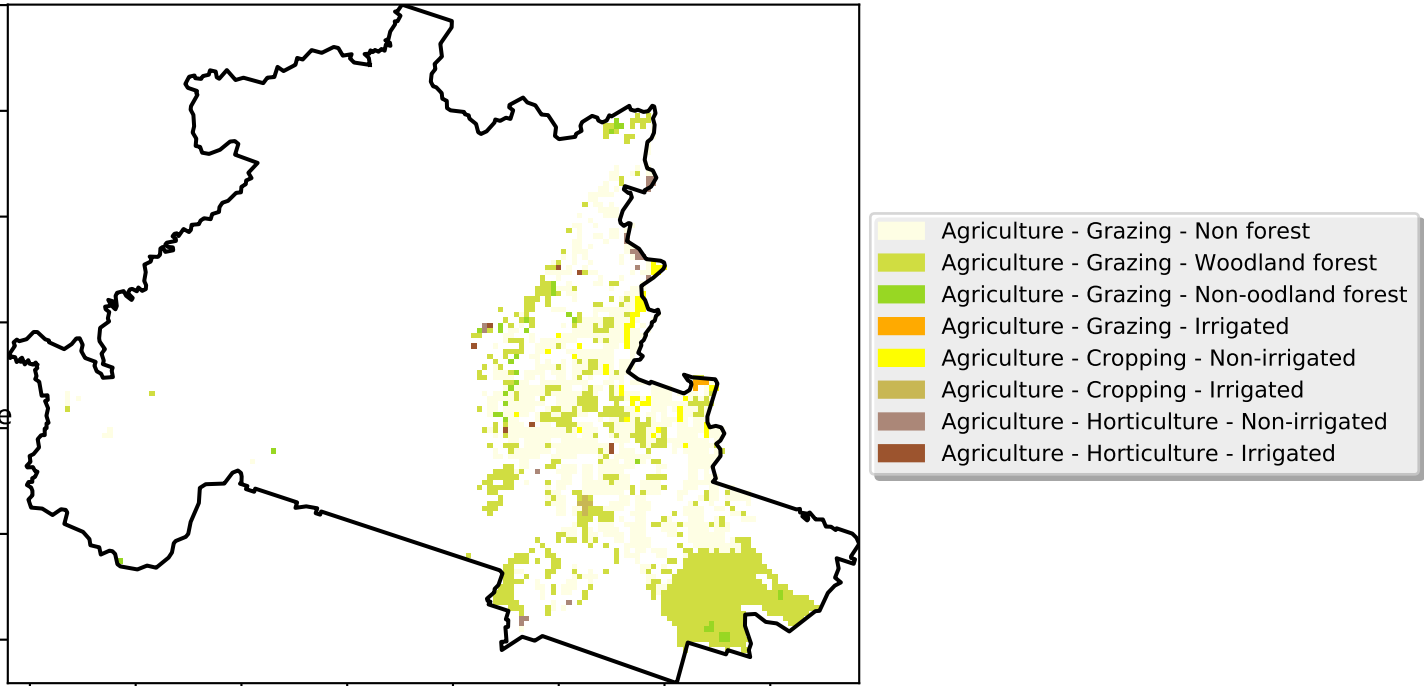 Agriculture - Grazing - Non forest
Agriculture - Grazing - Woodland forest
Agriculture - Grazing - Non-oodland forest
Agriculture - Grazing - Irrigated
Agriculture - Cropping - Non-irrigated
Agriculture - Cropping - Irrigated
Agriculture - Horticulture - Non-irrigated
Agriculture - Horticulture - Irrigated